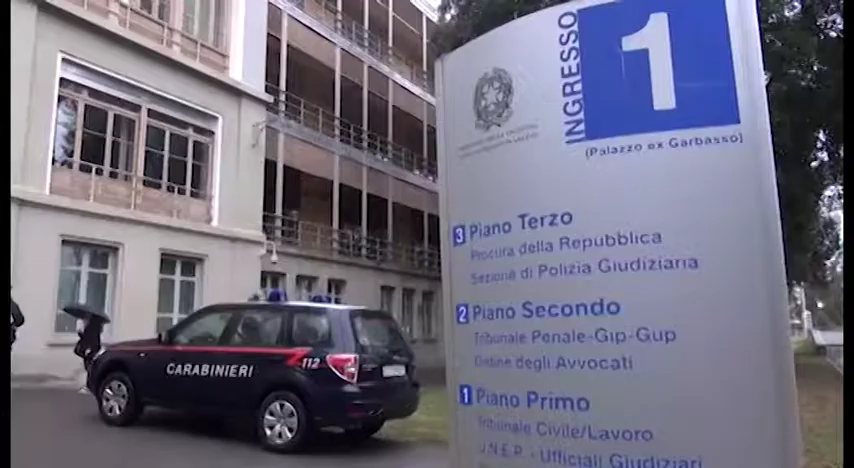 INGRESSO
1
(Palazzo ex Garbasso)
3 Piano Terzo
Procura della Repubblica
Sezione di Polizia Giudiziaria
2 Piano Secondo
Tribunale Penale-Gip-Gup
Ordine degli Avvocati
1 Piano Primo
Tribunale Civile/Lavoro
U.N.E.P. - Ufficiali Giudiziari
CARABINIERI
112